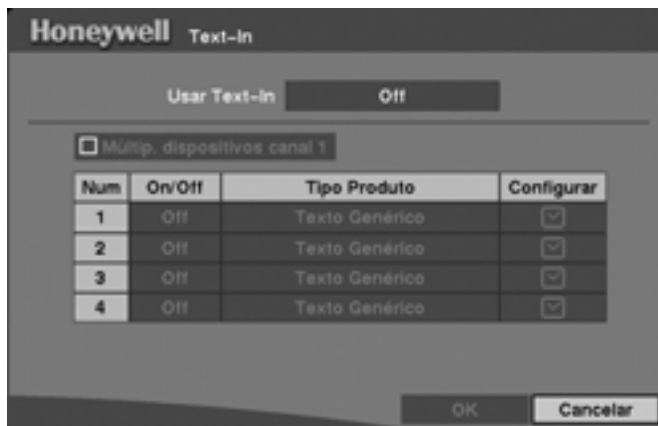 Honeywell Text-In
Usar Text-In Off
Múltip. dispositivos canal 1
Num On/Off Tipo Produto Configurar
1 Off Texto Genérico
2 Off Texto Genérico
3 Off Texto Genérico
4 Off Texto Genérico
OK Cancelar